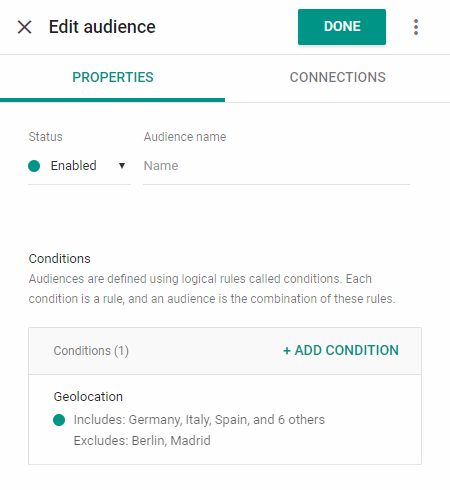 Edit audience
DONE
PROPERTIES
CONNECTIONS
Status
Audience name
Enabled
Name
Conditions
Audiences are defined using logical rules called conditions. Each
condition is a rule, and an audience is the combination of these rules.
Conditions (1)
+ ADD CONDITION
Geolocation
Includes: Germany, Italy, Spain, and 6 others
Excludes: Berlin, Madrid